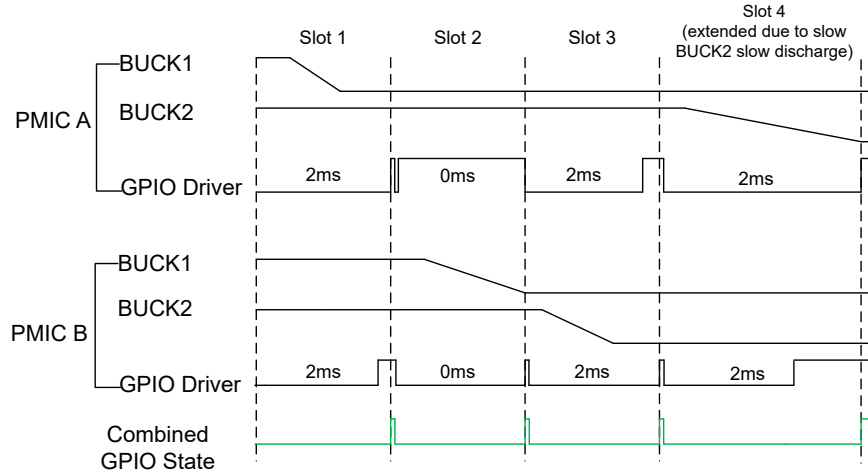 Slot 1
Slot 2
Slot 3
Slot 4
(extended due to slow
BUCK2 slow discharge)
PMIC A
BUCK1
BUCK2
GPIO Driver
2ms
0ms
2ms
2ms
PMIC B
BUCK1
BUCK2
GPIO Driver
2ms
0ms
2ms
2ms
Combined
GPIO State